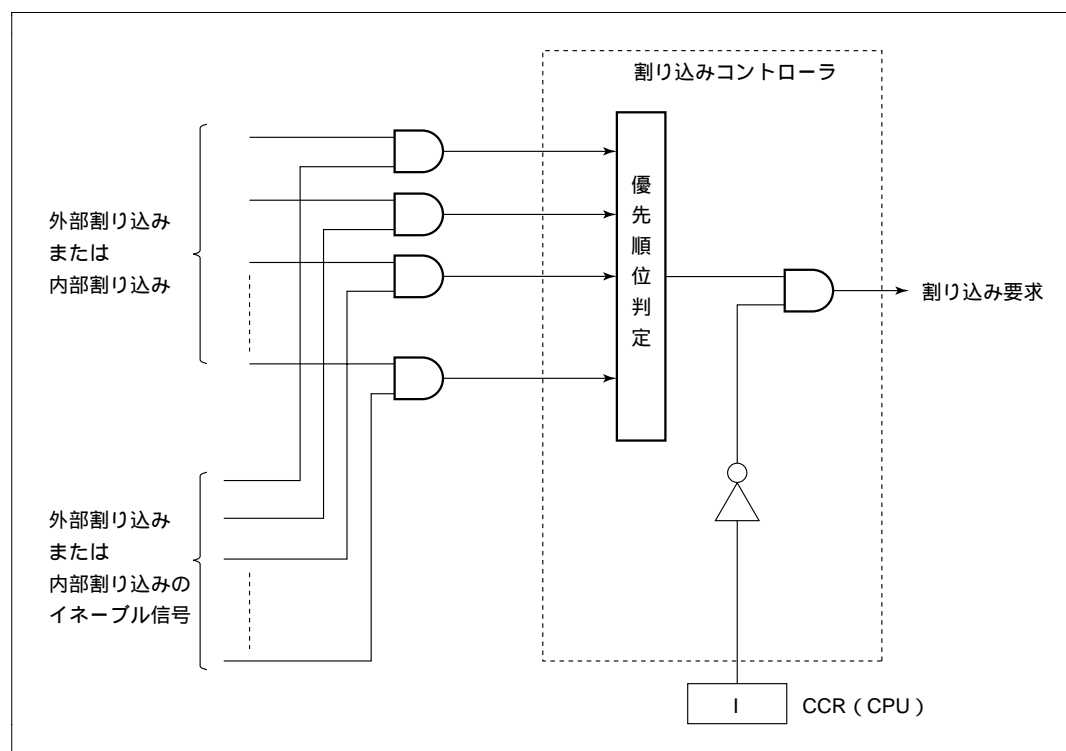 割り込みコントローラ
外部割り込み
または
内部割り込み
優先順位判定
割り込み要求
外部割り込み
または
内部割り込みの
イネーブル信号
I
CCR（CPU）